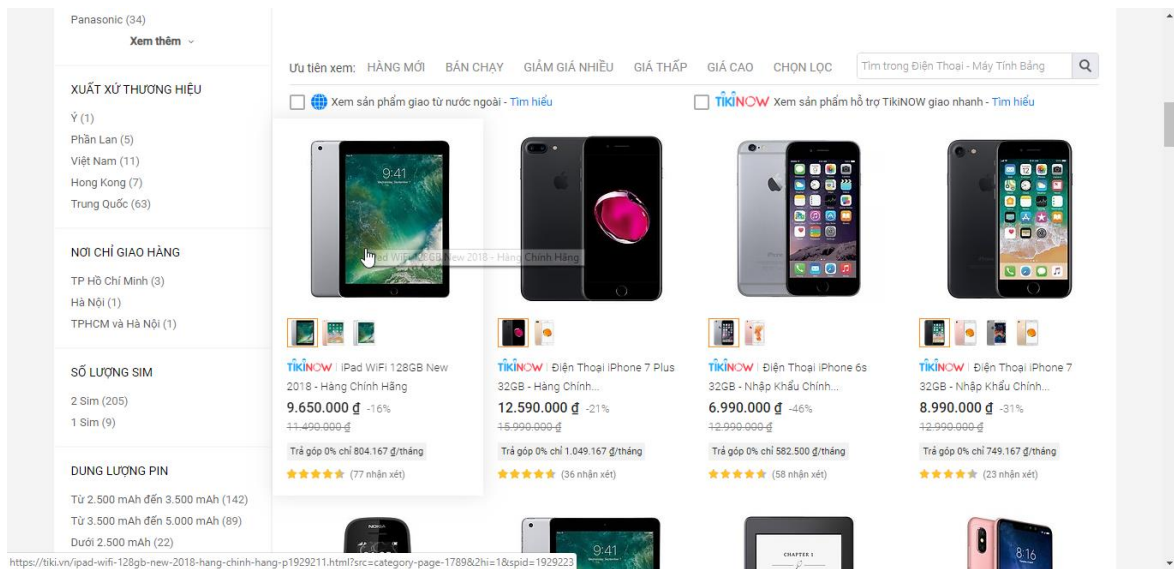 Panasonic (34)
Xem thêm
XUẤT XỨ THƯƠNG HIỆU
Ý (1)
Phần Lan (5)
Việt Nam (11)
Hong Kong (7)
Trung Quốc (63)
NƠI CHỈ GIAO HÀNG
TP Hồ Chí Minh (3)
Hà Nội (1)
TPHCM và Hà Nội (1)
SỐ LƯỢNG SIM
2 Sim (205)
1 Sim (9)
DUNG LƯỢNG PIN
Từ 2.500 mAh đến 3.500 mAh (142)
Từ 3.500 mAh đến 5.000 mAh (89)
Dưới 2.500 mAh (22)
Ưu tiên xem: HÀNG MỚI BÁN CHẠY GIẢM GIÁ NHIỀU GIÁ THẤP GIÁ CAO CHỌN LỌC Tìm trong Điện Thoại - Máy Tính Bảng
Xem sản phẩm giao từ nước ngoài - Tìm hiểu
TIKINOW Xem sản phẩm hỗ trợ TikiNOW giao nhanh - Tìm hiểu
9:41
iPad WiFi 128GB New 2018 - Hàng Chính Hãng
TIKINOW | iPad WiFi 128GB New
2018 - Hàng Chính Hãng
9.650.000 ₫ -16%
11.490.000 ₫
Trả góp 0% chỉ 804.167 ₫/tháng
(77 nhận xét)
TIKINOW | Điện Thoại iPhone 7 Plus
32GB - Hàng Chính...
12.590.000 ₫ -21%
15.990.000 ₫
Trả góp 0% chỉ 1.049.167 ₫/tháng
(36 nhận xét)
TIKINOW | Điện Thoại iPhone 6s
32GB - Nhập Khẩu Chính...
6.990.000 ₫ -46%
12.990.000 ₫
Trả góp 0% chỉ 582.500 ₫/tháng
(58 nhận xét)
TIKINOW | Điện Thoại iPhone 7
32GB - Nhập Khẩu Chính...
8.990.000 ₫ -31%
12.990.000 ₫
Trả góp 0% chỉ 749.167 ₫/tháng
(23 nhận xét)
NOKIA
9:41
CHAPTER 1
8:16
https://tiki.vn/ipad-wifi-128gb-new-2018-hang-chinh-hang-p1929211.html?src=category-page-1789&2hi=1&spid=1929223